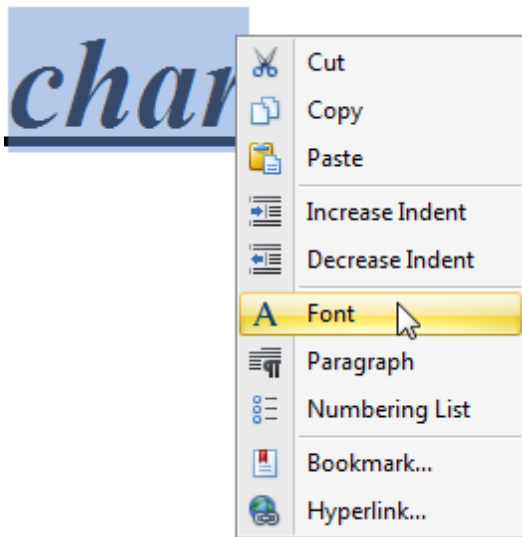 char
Cut
Copy
Paste
Increase Indent
Decrease Indent
Font
Paragraph
Numbering List
Bookmark...
Hyperlink...